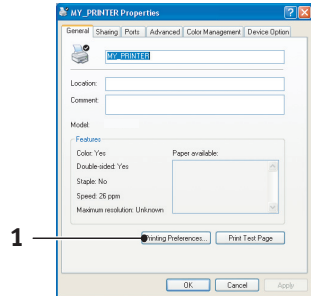 MY_PRINTER Properties
General Sharing Ports Advanced Color Management Device Option
MY_PRINTER
Location:
Comment:
Model:
Features
Color: Yes Paper available:
Double-sided: Yes
Staple: No
Speed: 26 ppm
Maximum resolution: Unknown
1 Printing Preferences... Print Test Page
OK Cancel Apply